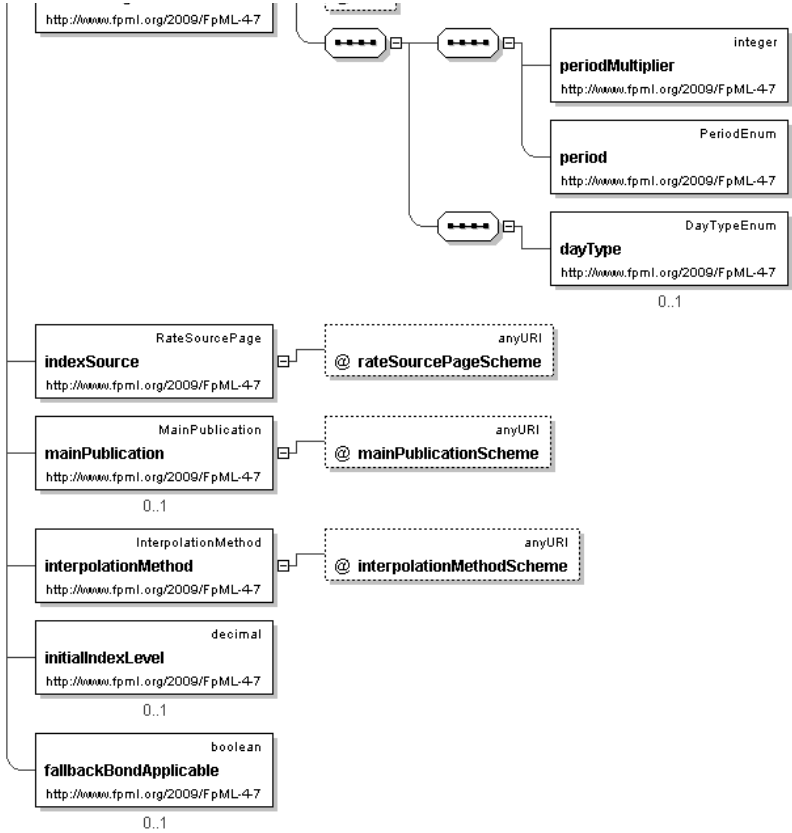 http://www.fpml.org/2009/FpML-4-7
integer
periodMultiplier
http://www.fpml.org/2009/FpML-4-7
PeriodEnum
period
http://www.fpml.org/2009/FpML-4-7
DayTypeEnum
dayType
http://www.fpml.org/2009/FpML-4-7
0..1
RateSourcePage
indexSource
http://www.fpml.org/2009/FpML-4-7
anyURI
@ rateSourcePageScheme
MainPublication
mainPublication
http://www.fpml.org/2009/FpML-4-7
0..1
anyURI
@ mainPublicationScheme
InterpolationMethod
interpolationMethod
http://www.fpml.org/2009/FpML-4-7
anyURI
@ interpolationMethodScheme
decimal
initialIndexLevel
http://www.fpml.org/2009/FpML-4-7
0..1
boolean
fallbackBondApplicable
http://www.fpml.org/2009/FpML-4-7
0..1